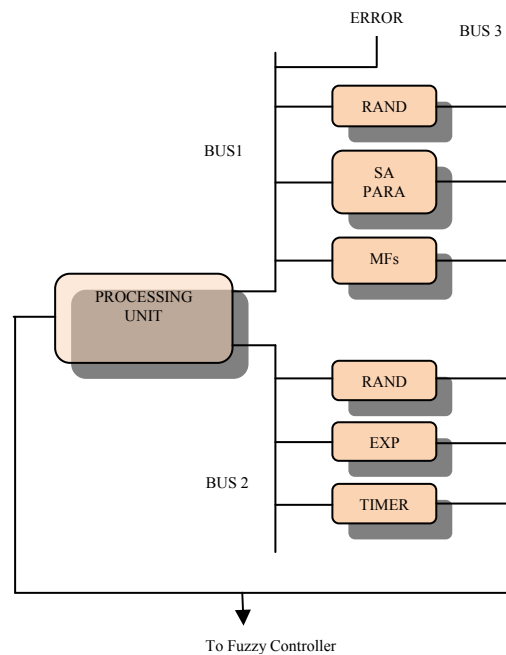 ERROR
BUS 3
RAND
BUS1
SA
PARA
MFs
PROCESSING
UNIT
RAND
EXP
BUS 2
TIMER
To Fuzzy Controller